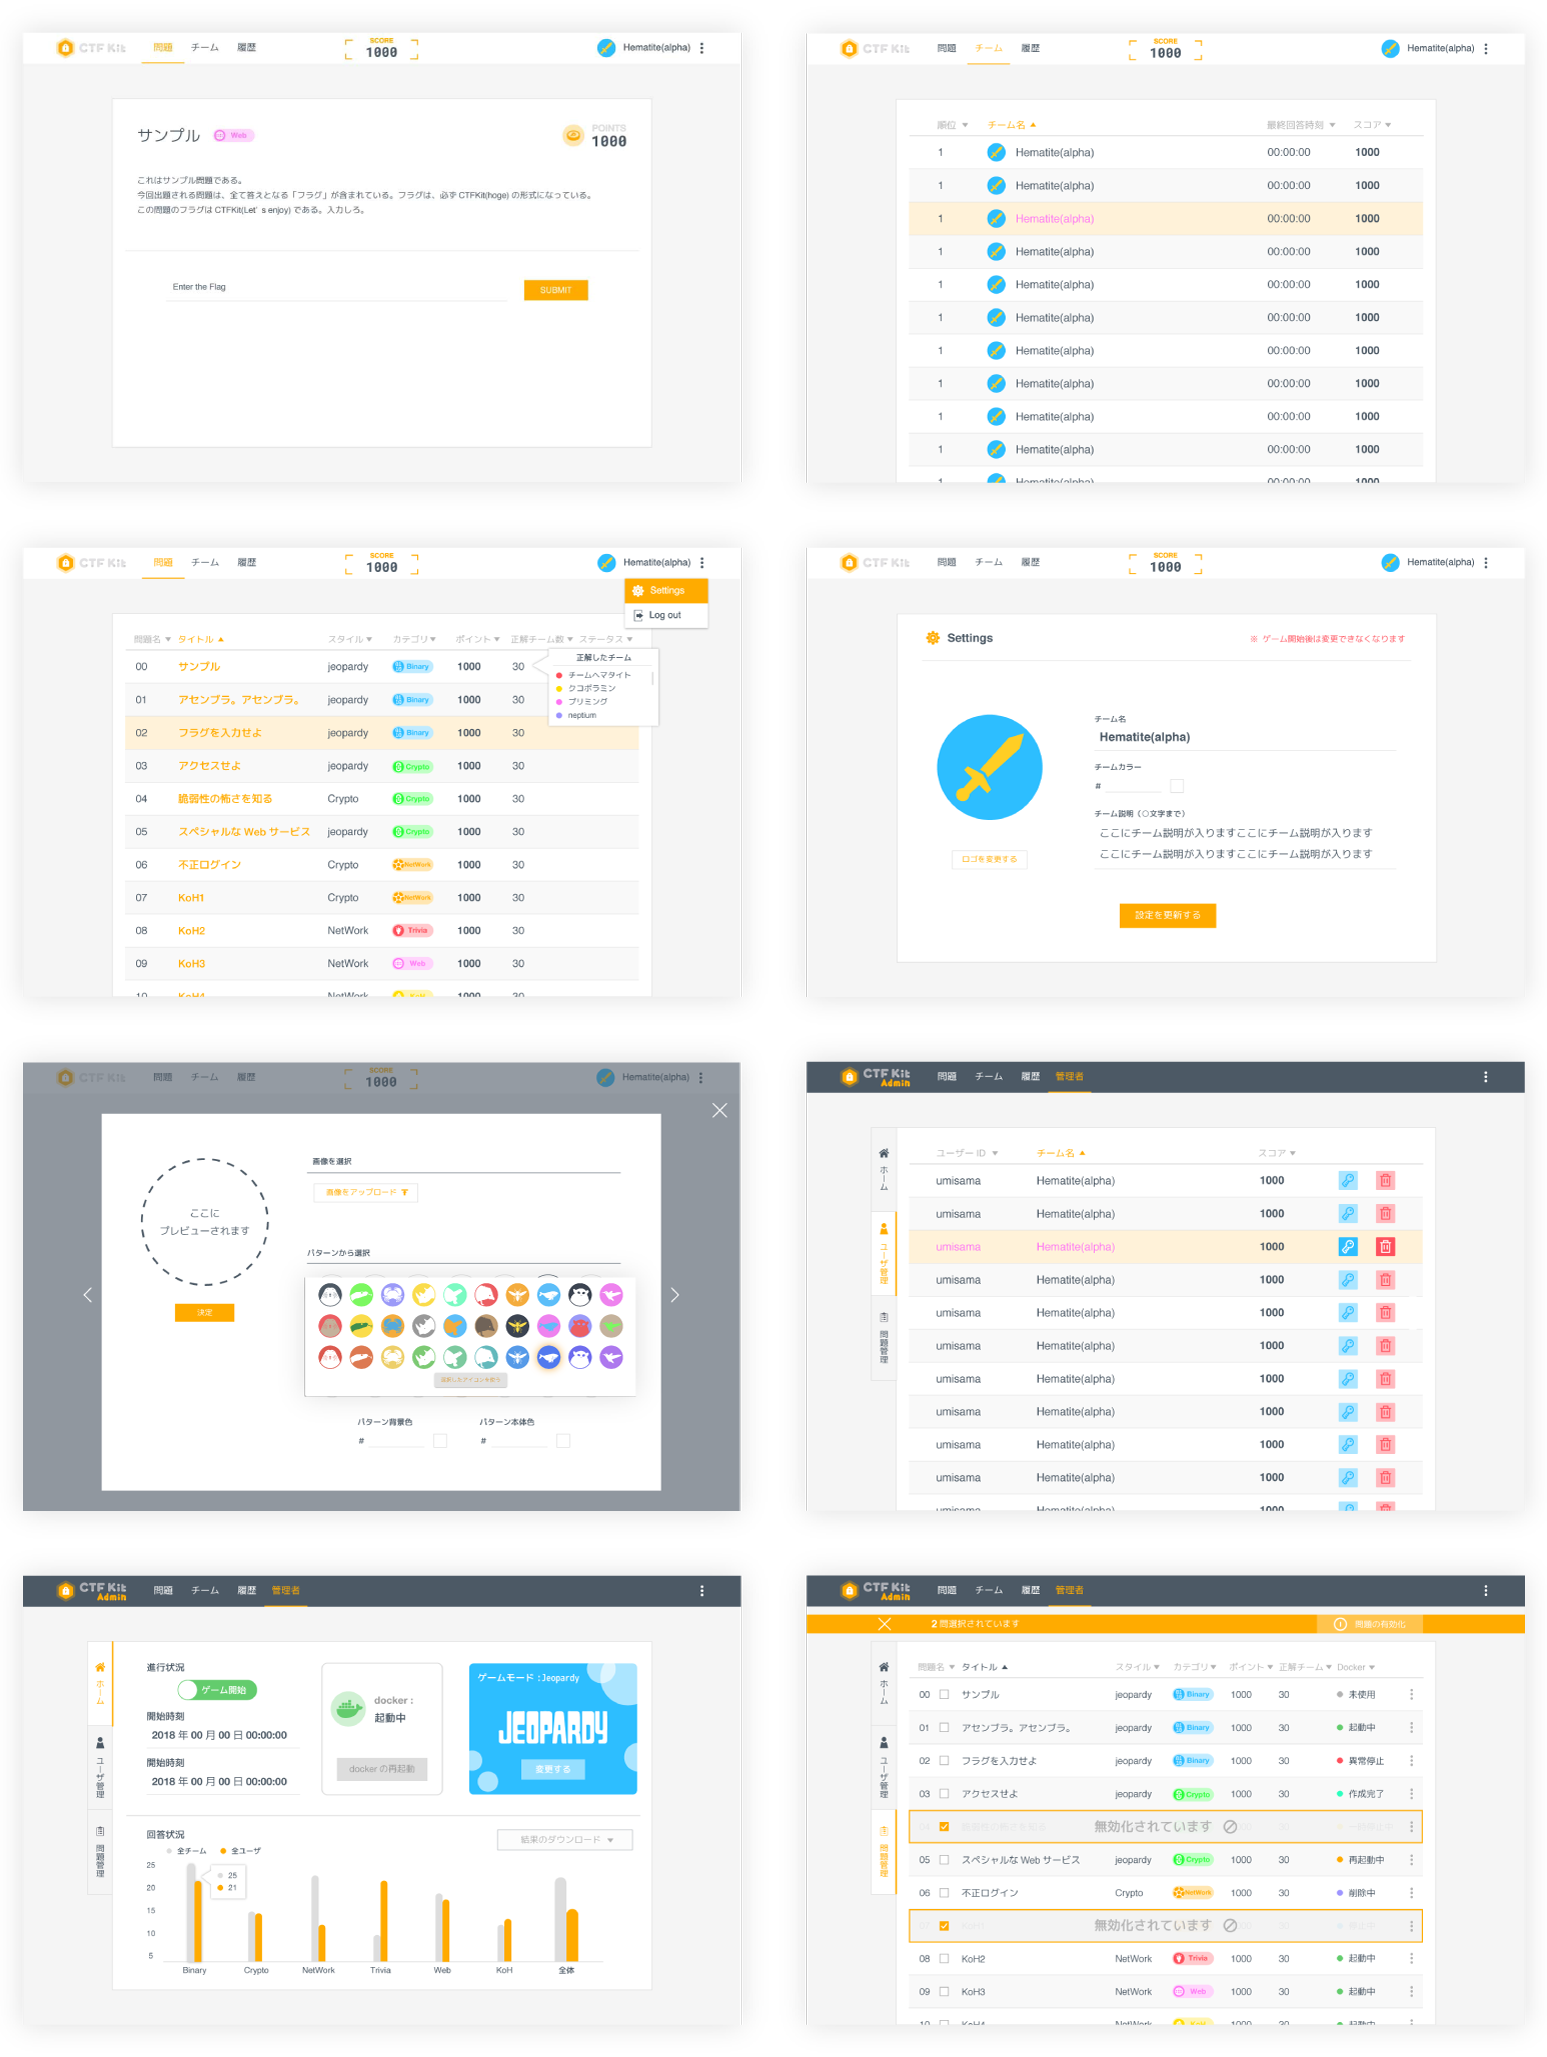 CTF Kit 問題 チーム 履歴 SCORE 1000 Hematite(alpha)
サンプル Web POINTS 1000
これはサンプル問題である。
今回出題される問題は、全て答えとなる「フラグ」が含まれている。フラグは、必ず CTFKit(hoge) の形式になっている。
この問題のフラグは CTFKit(Let's enjoy) である。入力しろ。
Enter the Flag SUBMIT
CTF Kit 問題 チーム 履歴 SCORE 1000 Hematite(alpha)
順位 チーム名 最終回答時刻 スコア
1 Hematite(alpha) 00:00:00 1000
1 Hematite(alpha) 00:00:00 1000
1 Hematite(alpha) 00:00:00 1000
1 Hematite(alpha) 00:00:00 1000
1 Hematite(alpha) 00:00:00 1000
1 Hematite(alpha) 00:00:00 1000
1 Hematite(alpha) 00:00:00 1000
1 Hematite(alpha) 00:00:00 1000
1 Hematite(alpha) 00:00:00 1000
1 Hematite(alpha) 00:00:00 1000
1 Hematite(alpha) 00:00:00 1000
CTF Kit 問題 チーム 履歴 SCORE 1000 Hematite(alpha)
Settings
Log out
問題名 タイトル スタイル カテゴリ ポイント 正解チーム数 ステータス
00 サンプル jeopardy Binary 1000 30
01 アセンブラ。アセンブラ。 jeopardy Binary 1000 30
02 フラグを入力せよ jeopardy Binary 1000 30
03 アクセスせよ jeopardy Crypto 1000 30
04 脆弱性の怖さを知る Crypto Crypto 1000 30
05 スペシャルな Web サービス jeopardy Crypto 1000 30
06 不正ログイン Crypto NetWork 1000 30
07 KoH1 Crypto NetWork 1000 30
08 KoH2 NetWork Trivia 1000 30
09 KoH3 NetWork Web 1000 30
10 KoH4 NetWork KoH 1000 30
正解したチーム
チームヘマタイト
クコボラミン
プリミング
neptium
CTF Kit 問題 チーム 履歴 SCORE 1000 Hematite(alpha)
Settings ※ ゲーム開始後は変更できなくなります
チーム名
Hematite(alpha)
チームカラー
#
チーム説明（○文字まで）
ここにチーム説明が入りますここにチーム説明が入ります
ここにチーム説明が入りますここにチーム説明が入ります
ロゴを変更する
設定を更新する
CTF Kit 問題 チーム 履歴 SCORE 1000 Hematite(alpha)
ここに
プレビューされます
決定
画像を選択
画像をアップロード
パターンから選択
選択したアイコンを使う
パターン背景色 パターン本体色
# #
CTF Kit Admin 問題 チーム 履歴 管理者
ホーム
ユーザ管理
問題管理
ユーザー ID チーム名 スコア
umisama Hematite(alpha) 1000
umisama Hematite(alpha) 1000
umisama Hematite(alpha) 1000
umisama Hematite(alpha) 1000
umisama Hematite(alpha) 1000
umisama Hematite(alpha) 1000
umisama Hematite(alpha) 1000
umisama Hematite(alpha) 1000
umisama Hematite(alpha) 1000
umisama Hematite(alpha) 1000
umisama Hematite(alpha) 1000
CTF Kit Admin 問題 チーム 履歴 管理者
ホーム
ユーザ管理
問題管理
進行状況
ゲーム開始
開始時刻
2018 年 00 月 00 日 00:00:00
開始時刻
2018 年 00 月 00 日 00:00:00
docker :
起動中
docker の再起動
ゲームモード : Jeopardy
JEOPARDY
変更する
回答状況
全チーム 全ユーザ
結果のダウンロード
25
20
15
10
5
25
21
Binary Crypto NetWork Trivia Web KoH 全体
CTF Kit Admin 問題 チーム 履歴 管理者
2 問選択されています 問題の有効化
ホーム
ユーザ管理
問題管理
問題名 タイトル スタイル カテゴリ ポイント 正解チーム Docker
00 サンプル jeopardy Binary 1000 30 未使用
01 アセンブラ。アセンブラ。 jeopardy Binary 1000 30 起動中
02 フラグを入力せよ jeopardy Binary 1000 30 異常停止
03 アクセスせよ jeopardy Crypto 1000 30 作成完了
04 脆弱性の怖さを知る 無効化されています 30 一時停止中
05 スペシャルな Web サービス jeopardy Crypto 1000 30 再起動中
06 不正ログイン Crypto NetWork 1000 30 削除中
07 KoH1 無効化されています 30 停止中
08 KoH2 NetWork Trivia 1000 30 起動中
09 KoH3 NetWork Web 1000 30 起動中
10 KoH4 NetWork KoH 1000 30 起動中